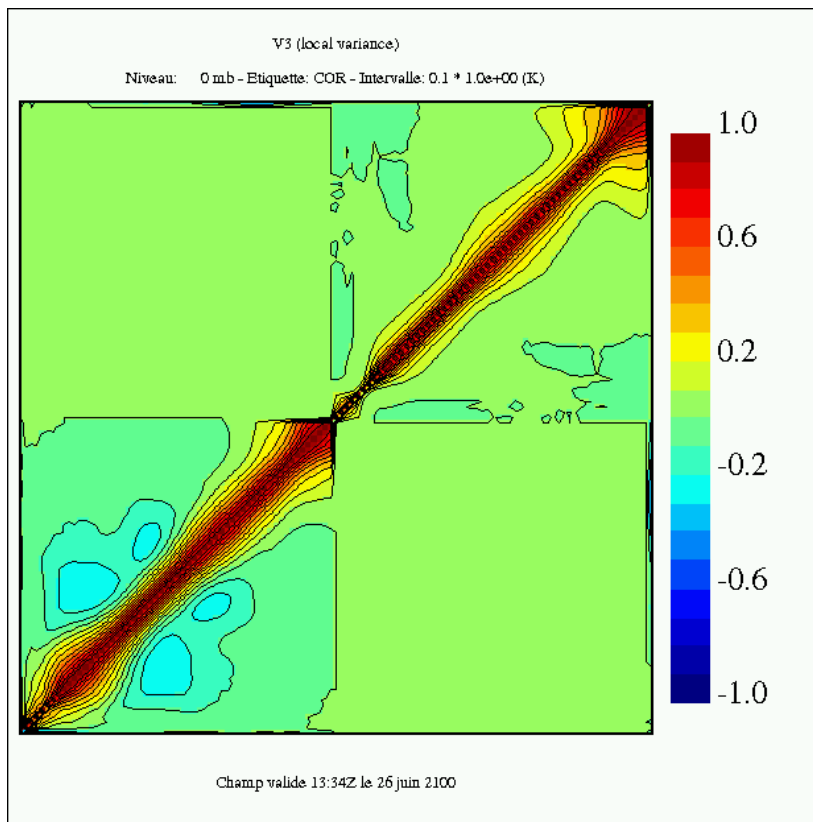 V3 (local variance)
Niveau: 0 mb - Etiquette: COR - Intervalle: 0.1 * 1.0e+00 (K)
1.0
0.6
0.2
-0.2
-0.6
-1.0
Champ valide 13:34Z le 26 juin 2100